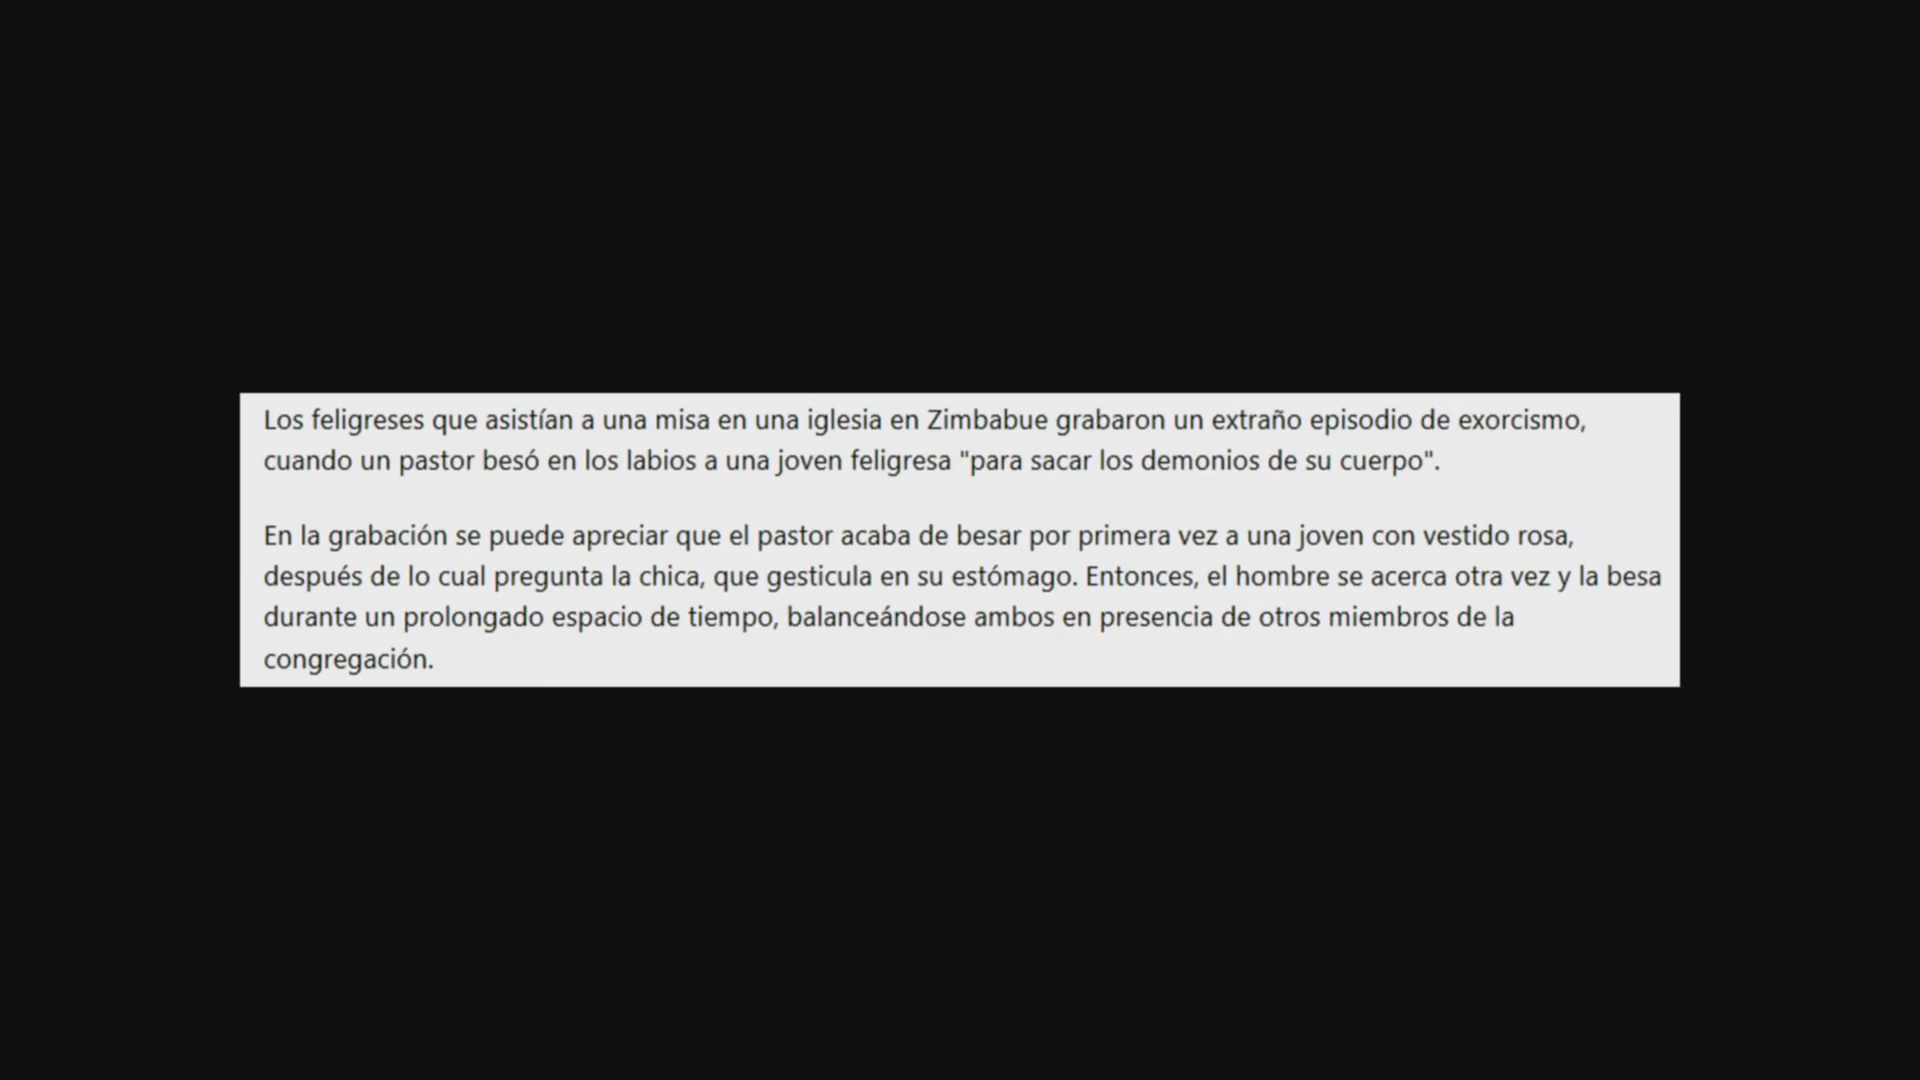 Los feligreses que asistían a una misa en una iglesia en Zimbabue grabaron un extraño episodio de exorcismo,
cuando un pastor besó en los labios a una joven feligresa "para sacar los demonios de su cuerpo".
En la grabación se puede apreciar que el pastor acaba de besar por primera vez a una joven con vestido rosa,
después de lo cual pregunta la chica, que gesticula en su estómago. Entonces, el hombre se acerca otra vez y la besa
durante un prolongado espacio de tiempo, balanceándose ambos en presencia de otros miembros de la
congregación.